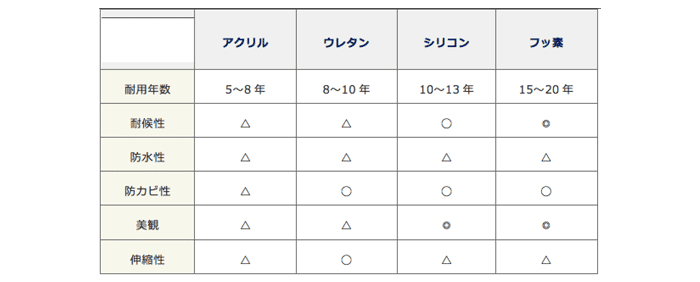 アクリル ウレタン シリコン フッ素
耐用年数 5～8 年 8～10 年 10～13 年 15～20 年
耐候性 △ △ ○ ◎
防水性 △ △ △ △
防カビ性 △ ○ ○ ○
美観 △ △ ◎ ◎
伸縮性 △ ○ △ △